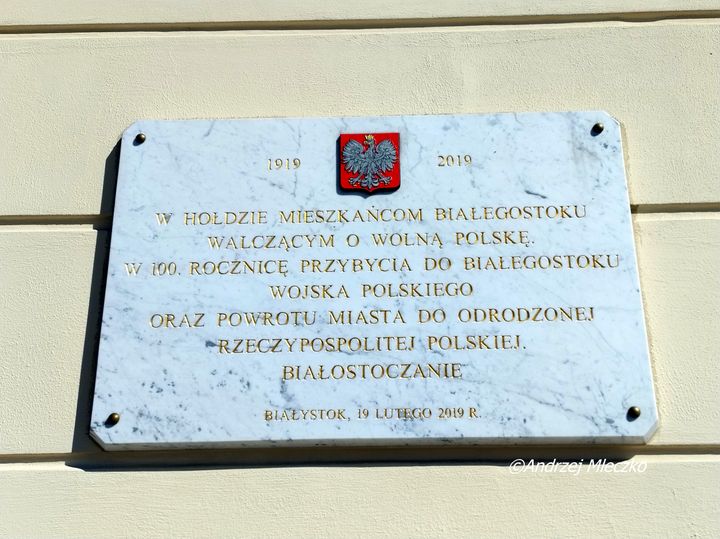 1919 2019
W HOŁDZIE MIESZKAŃCOM BIAŁEGOSTOKU
WALCZĄCYM O WOLNĄ POLSKĘ.
W 100. ROCZNICĘ PRZYBYCIA DO BIAŁEGOSTOKU
WOJSKA POLSKIEGO
ORAZ POWROTU MIASTA DO ODRODZONEJ
RZECZYPOSPOLITEJ POLSKIEJ.
BIAŁOSTOCZANIE
BIAŁYSTOK, 19 LUTEGO 2019 R.
©Andrzej Mleczko